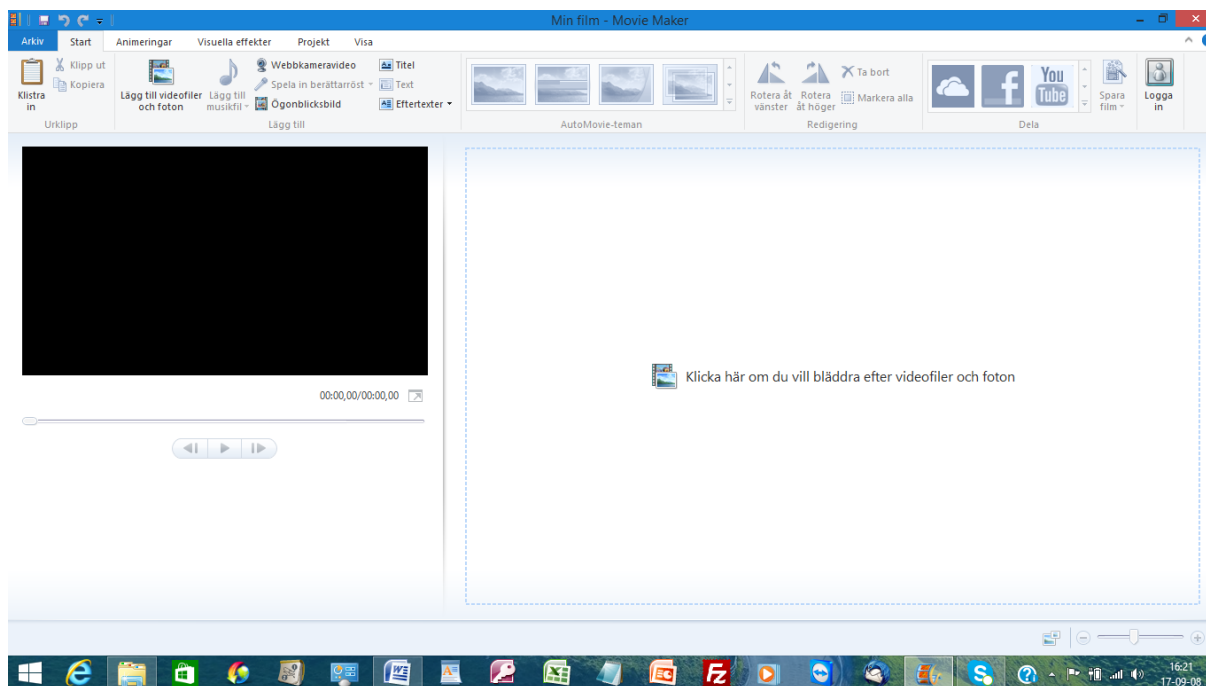 Min film - Movie Maker
Arkiv Start Animeringar Visuella effekter Projekt Visa
Klistra in
Klipp ut
Kopiera
Urklipp
Lägg till videofiler och foton
Lägg till musikfil
Webbkameravideo
Spela in berättarröst
Ögonblicksbild
Titel
Text
Eftertexter
Lägg till
AutoMovie-teman
Rotera åt vänster
Rotera åt höger
Ta bort
Markera alla
Redigering
f
You
Tube
Dela
Spara film
Logga in
00:00,00/00:00,00
Klicka här om du vill bläddra efter videofiler och foton
16:21
17-09-08